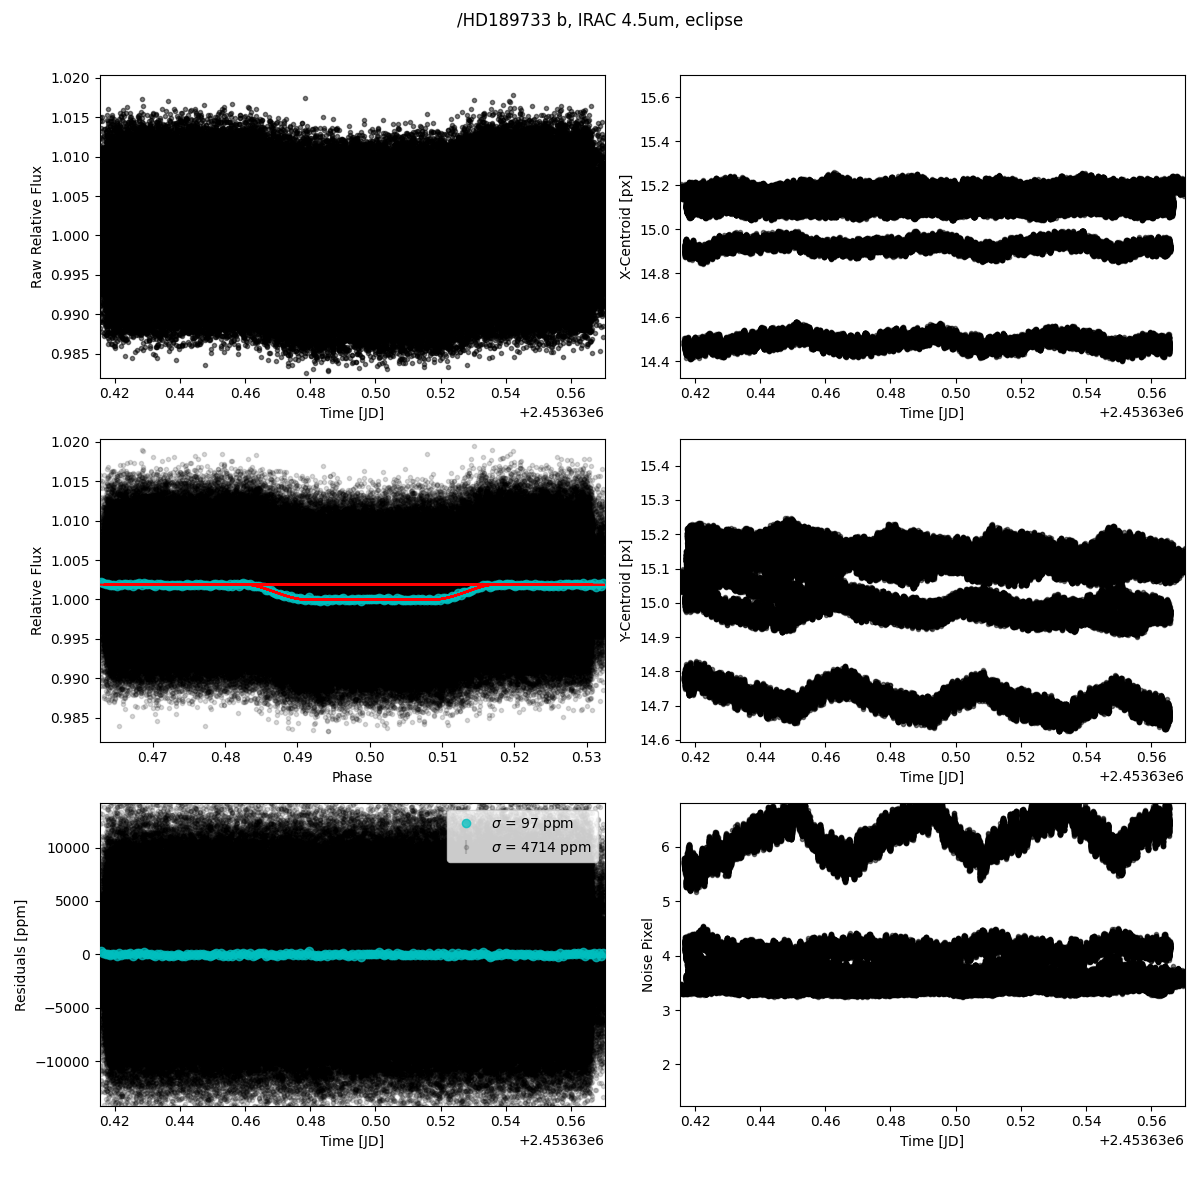 /HD189733 b, IRAC 4.5um, eclipse
1.020
1.015
1.010
1.005
1.000
0.995
0.990
0.985
Raw Relative Flux
0.42 0.44 0.46 0.48 0.50 0.52 0.54 0.56
Time [JD]
+2.45363e6
15.6
15.4
15.2
15.0
14.8
14.6
14.4
X-Centroid [px]
0.42 0.44 0.46 0.48 0.50 0.52 0.54 0.56
Time [JD]
+2.45363e6
1.020
1.015
1.010
1.005
1.000
0.995
0.990
0.985
Relative Flux
0.47 0.48 0.49 0.50 0.51 0.52 0.53
Phase
15.4
15.3
15.2
15.1
15.0
14.9
14.8
14.7
14.6
Y-Centroid [px]
0.42 0.44 0.46 0.48 0.50 0.52 0.54 0.56
Time [JD]
+2.45363e6
10000
5000
0
−5000
−10000
Residuals [ppm]
σ = 97 ppm
σ = 4714 ppm
0.42 0.44 0.46 0.48 0.50 0.52 0.54 0.56
Time [JD]
+2.45363e6
6
5
4
3
2
Noise Pixel
0.42 0.44 0.46 0.48 0.50 0.52 0.54 0.56
Time [JD]
+2.45363e6